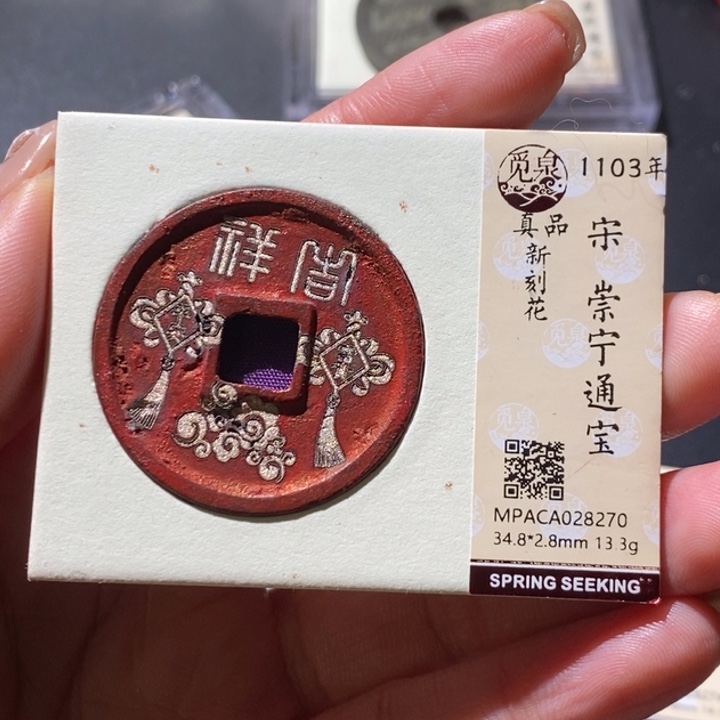 祥
觅泉
1103年
真品
新刻花
宋 崇宁通宝
MPACA028270
34.8*2.8mm 13.3g
SPRING SEEKING